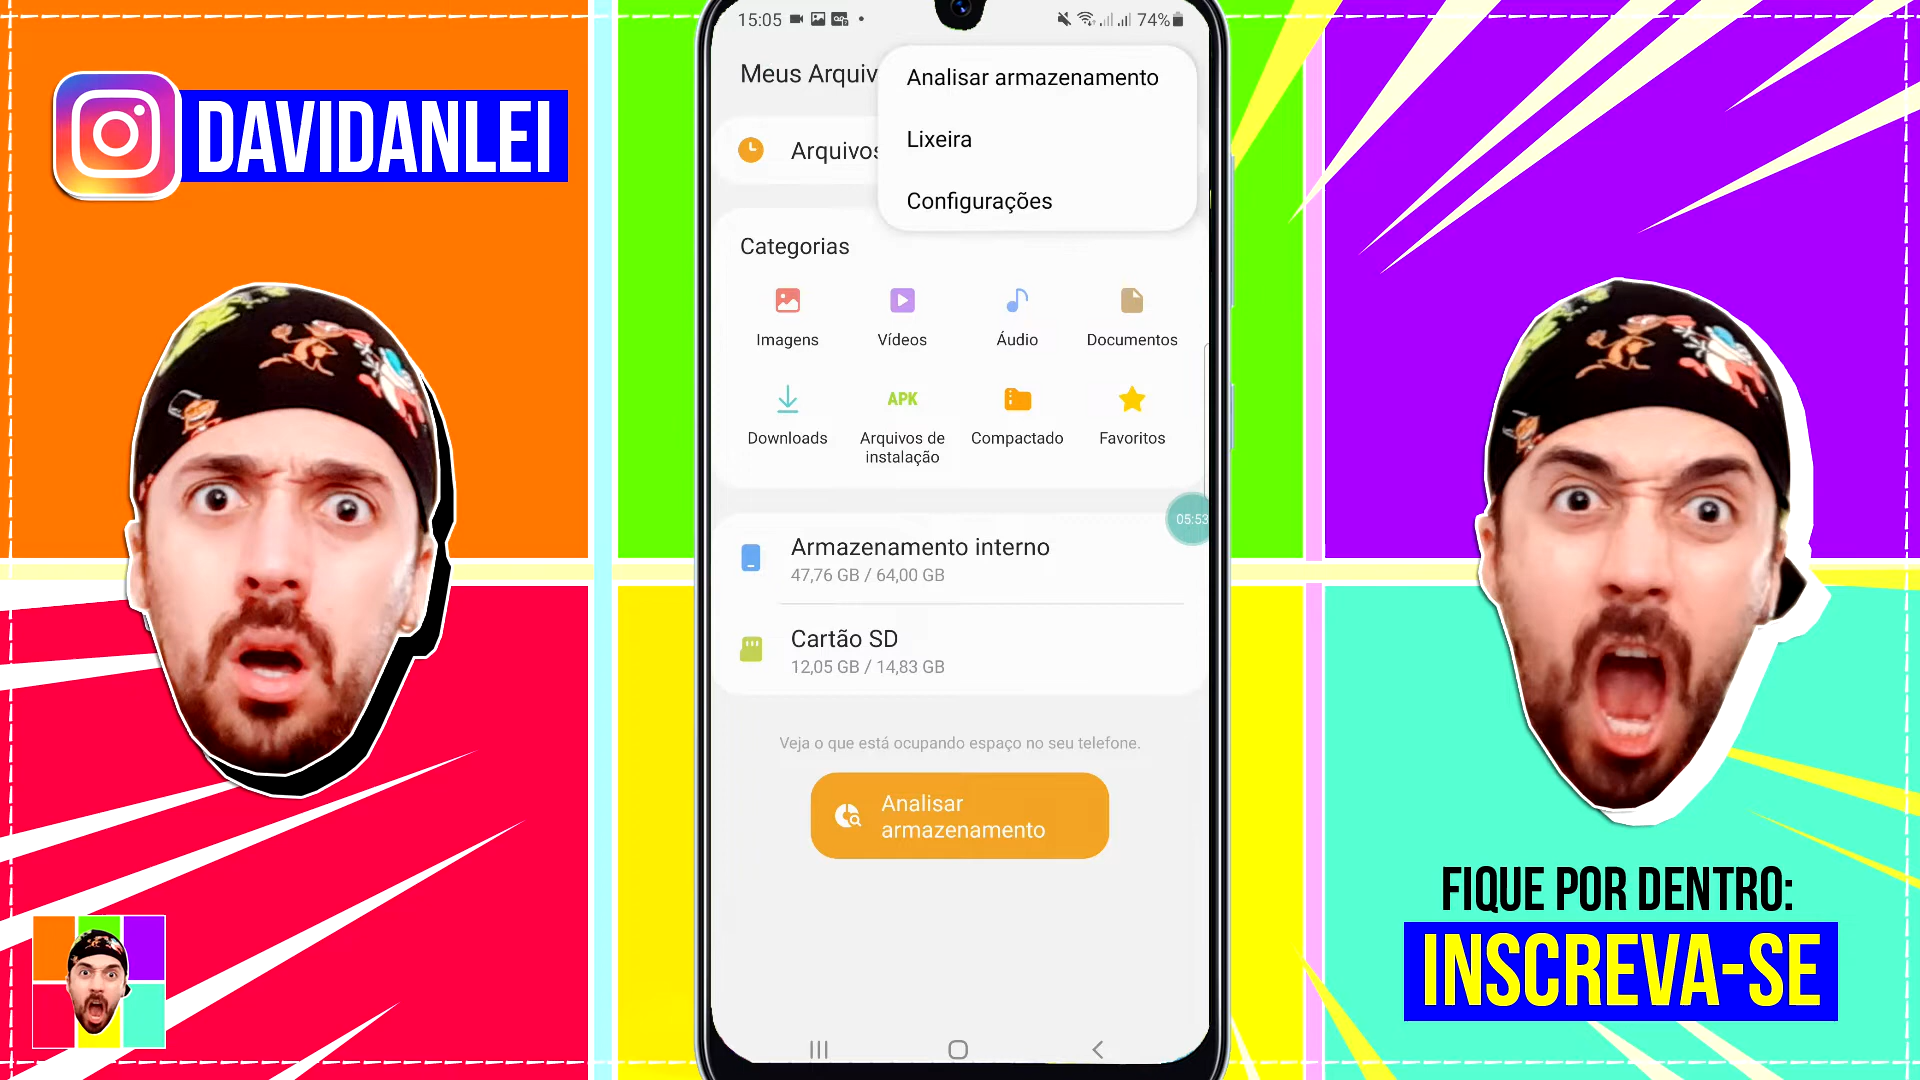 DAVIDANLEI
15:05
74%
Meus Arquiv
Analisar armazenamento
Lixeira
Configurações
Arquivos
Categorias
Imagens
Vídeos
Áudio
Documentos
Downloads
APK
Arquivos de
instalação
Compactado
Favoritos
05:53
Armazenamento interno
47,76 GB / 64,00 GB
Cartão SD
12,05 GB / 14,83 GB
Veja o que está ocupando espaço no seu telefone.
Analisar
armazenamento
FIQUE POR DENTRO:
INSCREVA-SE